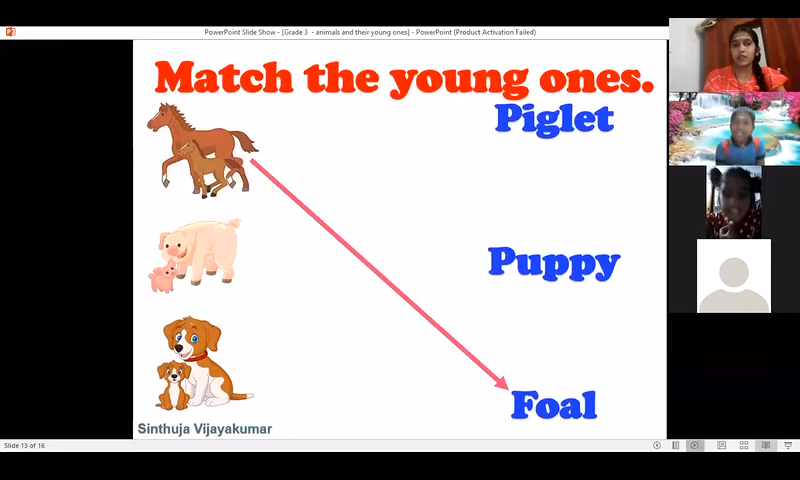 PowerPoint Slide Show - [Grade 3 - animals and their young ones] - PowerPoint (Product Activation Failed)
Match the young ones.
Piglet
Puppy
Foal
Sinthuja Vijayakumar
Slide 13 of 16